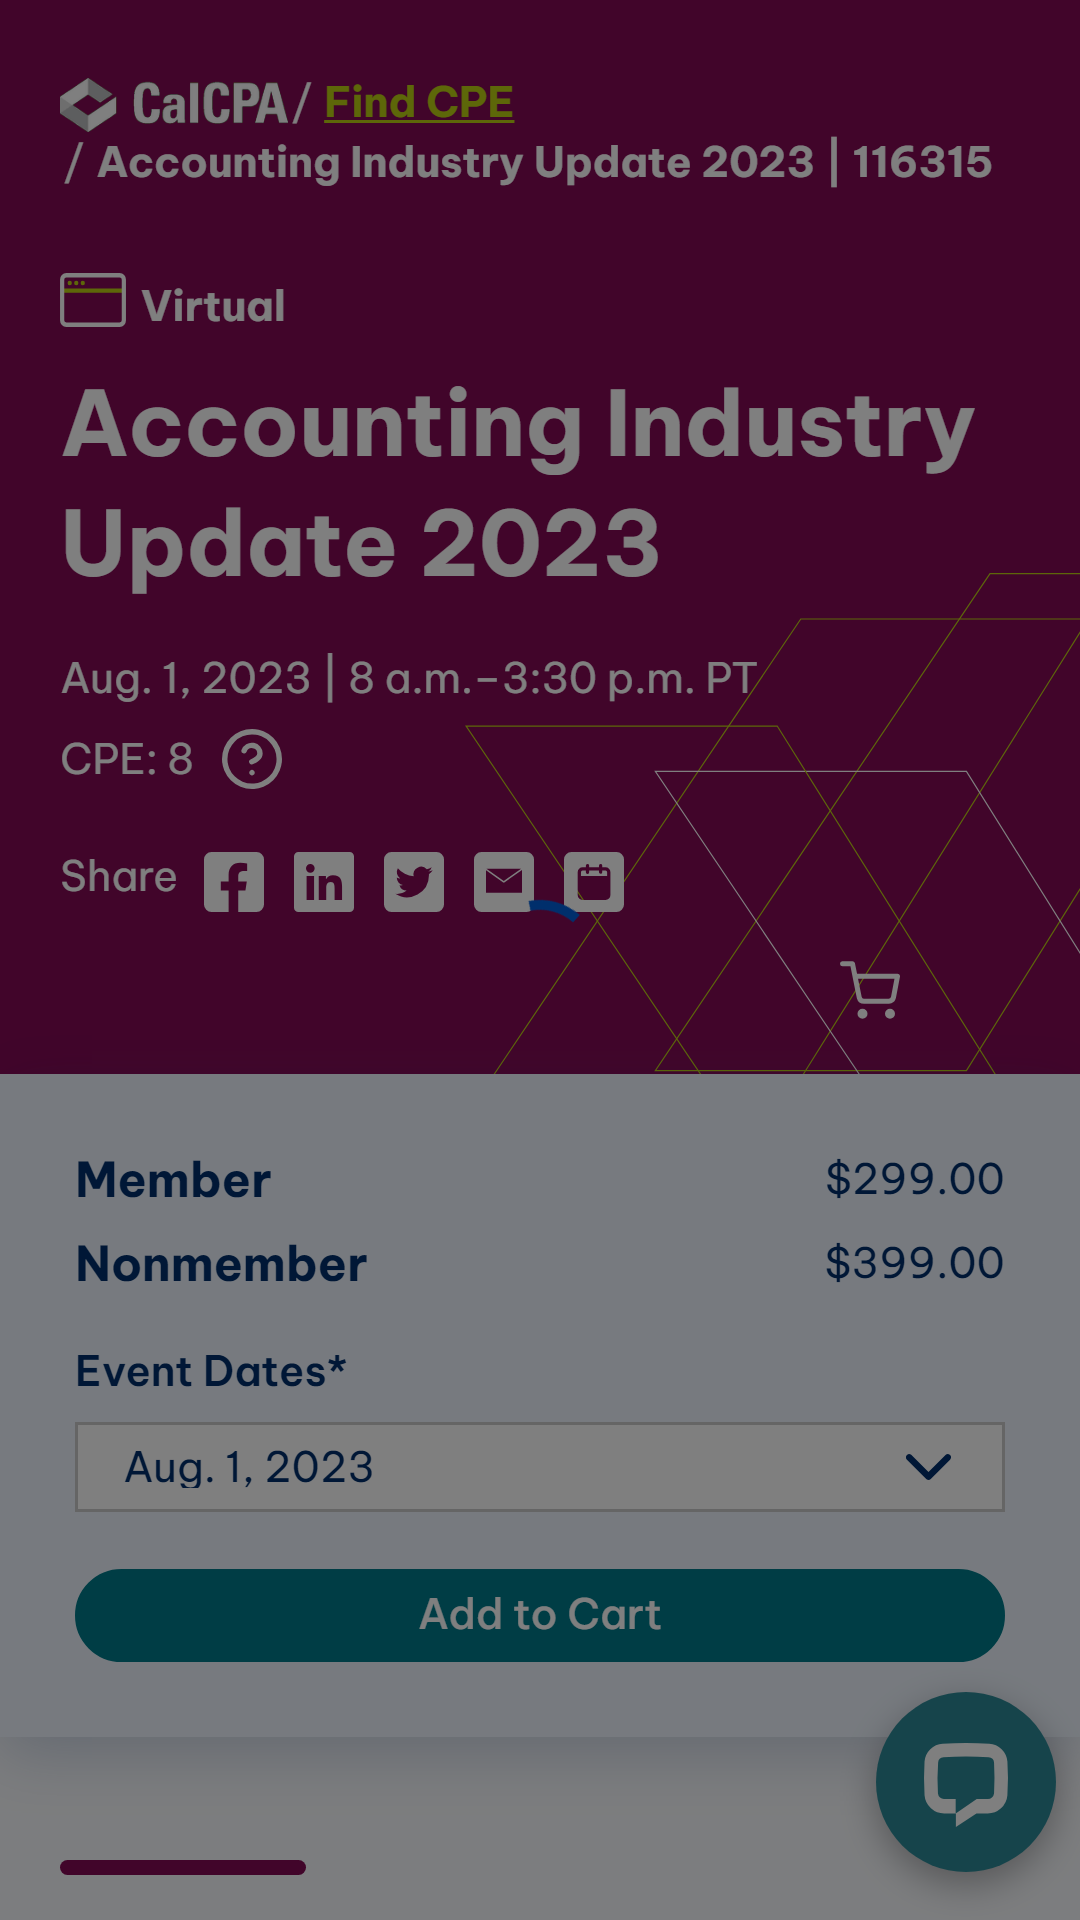 CalCPA / Find CPE
/ Accounting Industry Update 2023 | 116315
Virtual
Accounting Industry
Update 2023
Aug. 1, 2023 | 8 a.m.–3:30 p.m. PT
CPE: 8 ?
Share
Member $299.00
Nonmember $399.00
Event Dates*
Aug. 1, 2023
Add to Cart